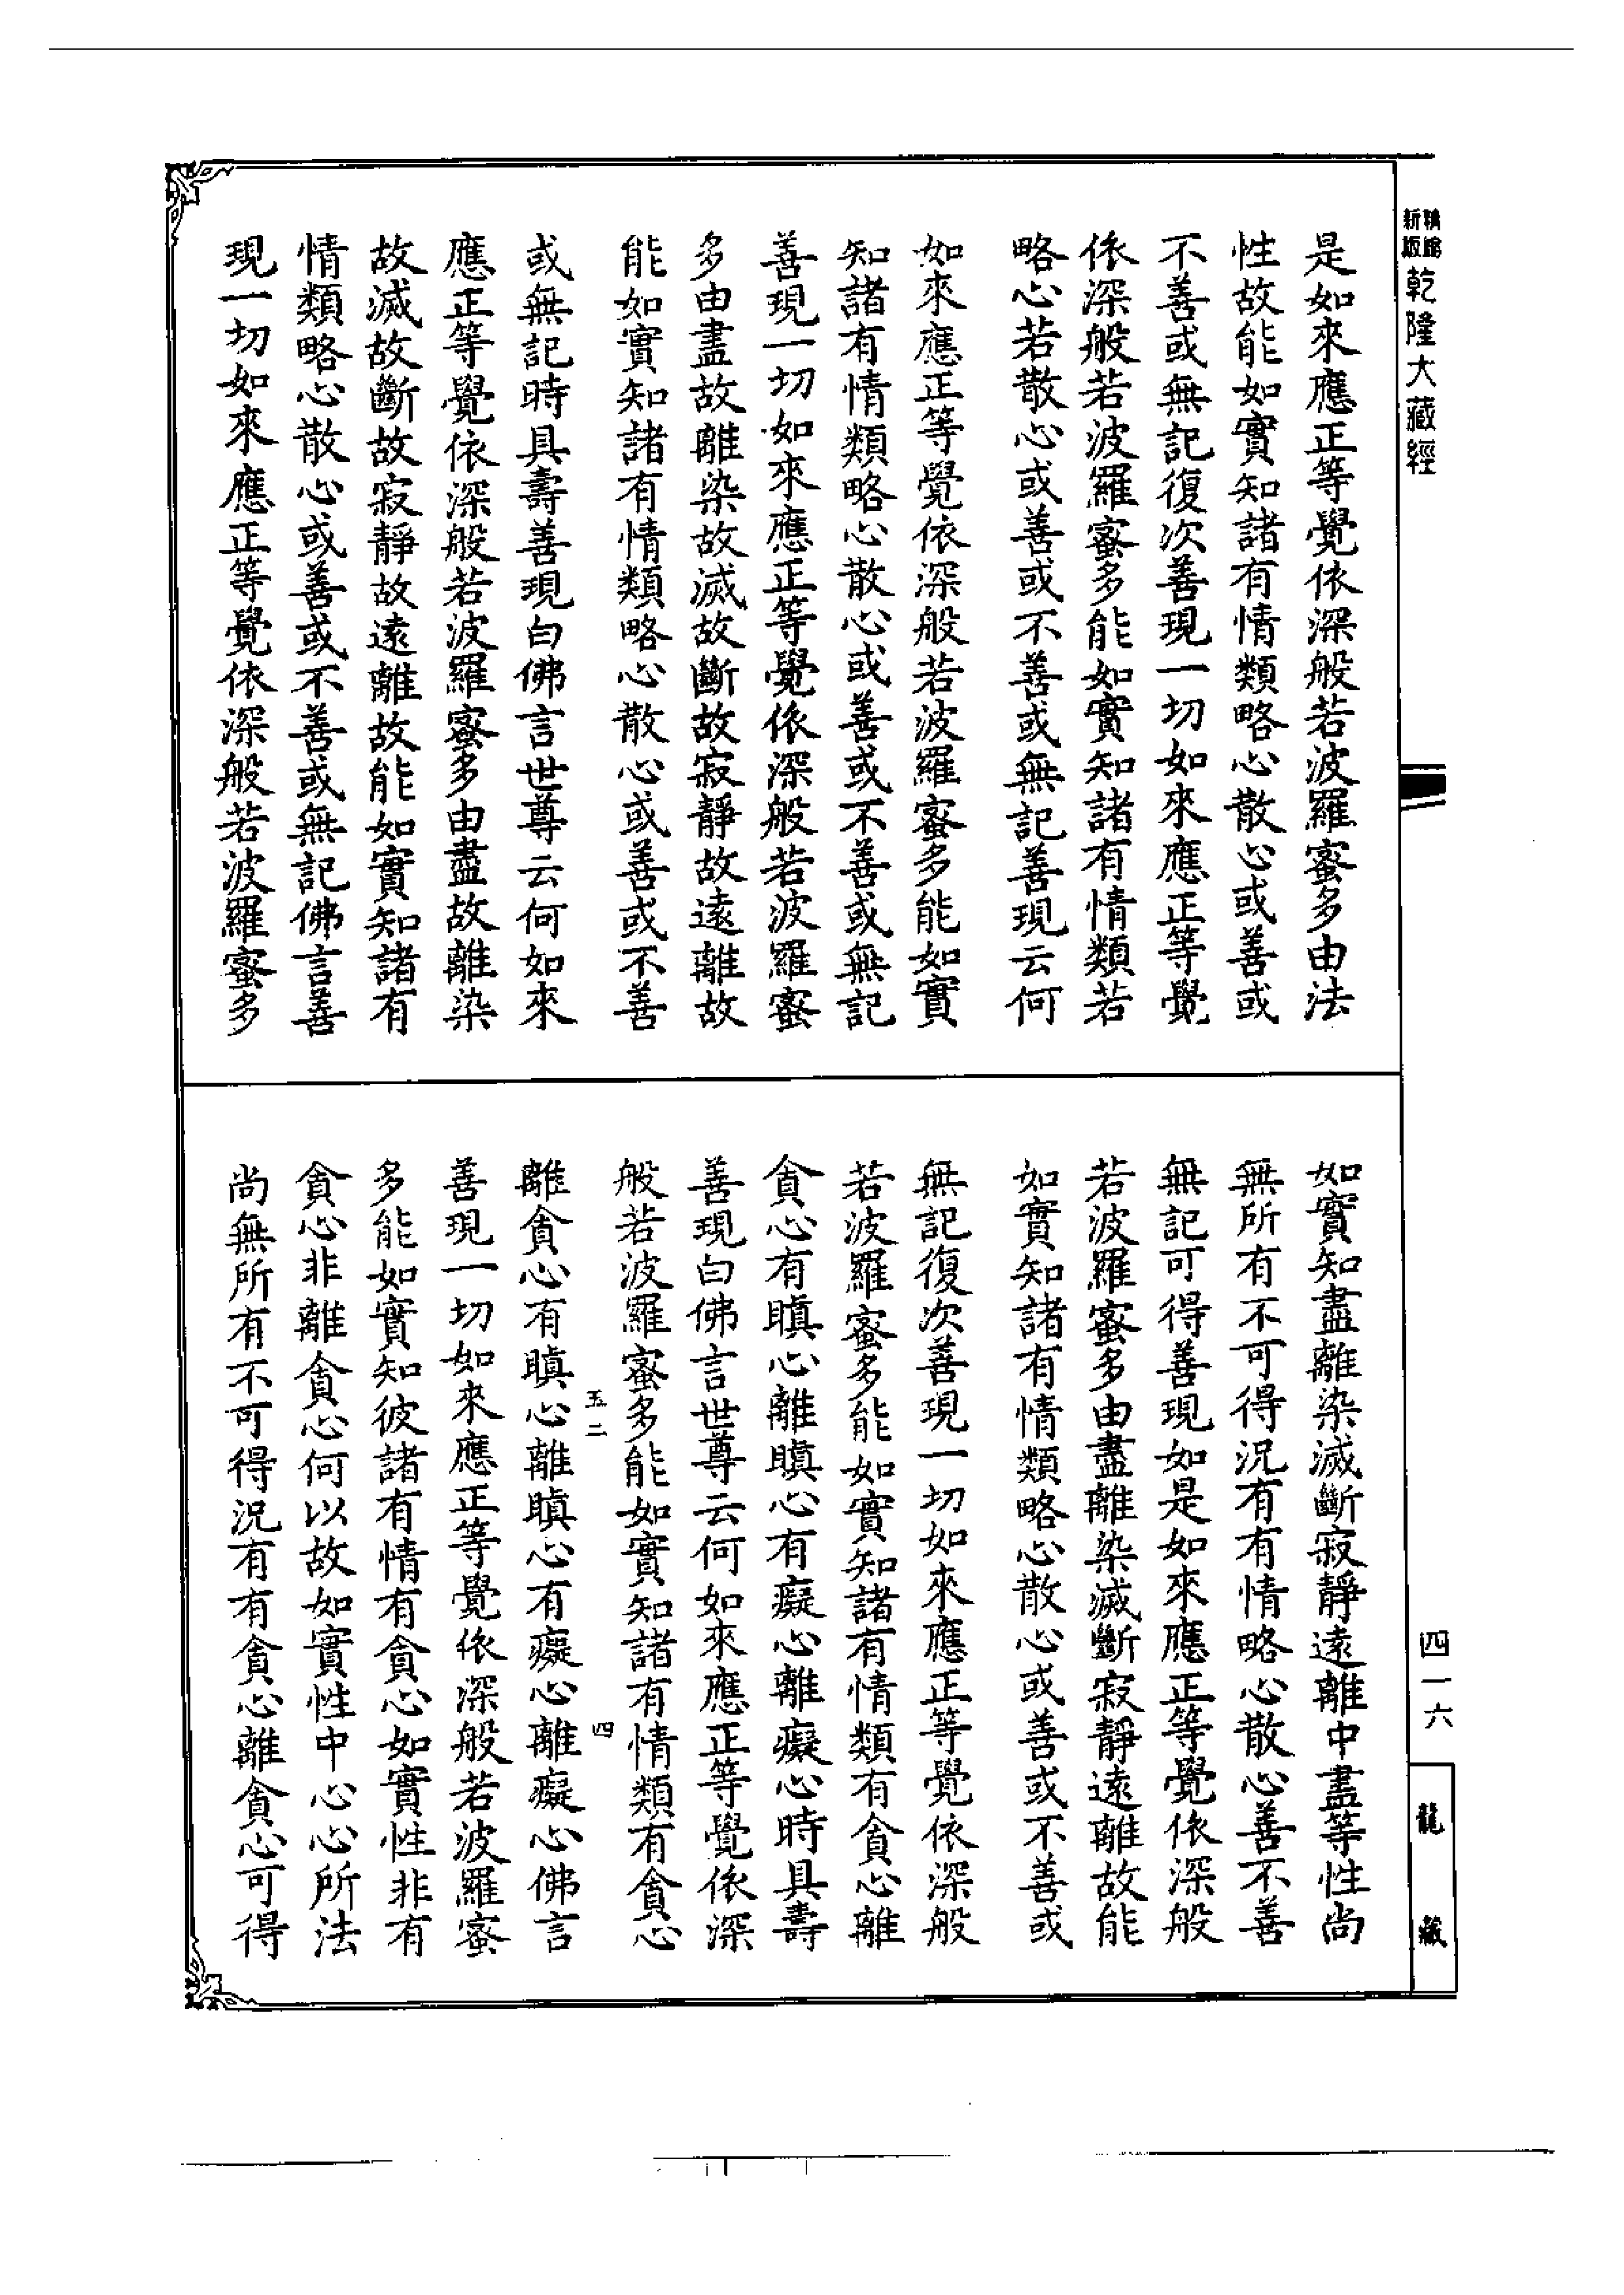 新版
精縮
乾隆大藏經
是如來應正等覺依深般若波羅蜜多由法
性故能如實知諸有情類略心散心或善或
不善或無記復次善現一切如來應正等覺
依深般若波羅蜜多能如實知諸有情類若
略心若散心或善或不善或無記善現云何
如來應正等覺依深般若波羅蜜多能如實
知諸有情類略心散心或善或不善或無記
善現一切如來應正等覺依深般若波羅蜜
多由盡故離染故滅故斷故寂靜故遠離故
能如實知諸有情類略心散心或善或不善
或無記時具壽善現白佛言世尊云何如來
應正等覺依深般若波羅蜜多由盡故離染
故滅故斷故寂靜故遠離故能如實知諸有
情類略心散心或善或不善或無記佛言善
現一切如來應正等覺依深般若波羅蜜多
如實知盡離染滅斷寂靜遠離中盡等性尚
無所有不可得況有有情略心散心善不善
無記可得善現如是如來應正等覺依深般
若波羅蜜多由盡離染滅斷寂靜遠離故能
如實知諸有情類略心散心或善或不善或
無記復次善現一切如來應正等覺依深般
若波羅蜜多能如實知諸有情類有貪心離
貪心有瞋心離瞋心有癡心離癡心時具壽
善現白佛言世尊云何如來應正等覺依深
般若波羅蜜多能如實知諸有情類有貪心
五二
四
離貪心有瞋心離瞋心有癡心離癡心佛言
善現一切如來應正等覺依深般若波羅蜜
多能如實知彼諸有情有貪心如實性非有
貪心非離貪心何以故如實性中心心所法
尚無所有不可得況有有貪心離貪心可得
四一六
龍藏